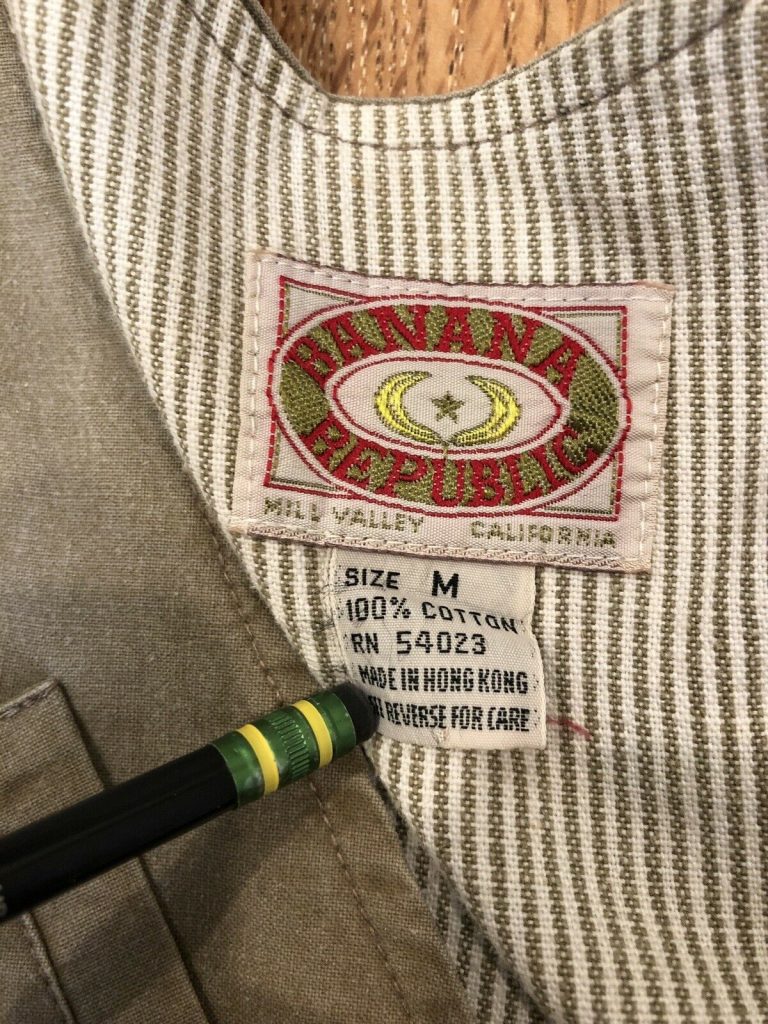 BANANA
REPUBLIC
MILL VALLEY CALIFORNIA
SIZE M
100% COTTON
RN 54023
MADE IN HONG KONG
REVERSE FOR CARE